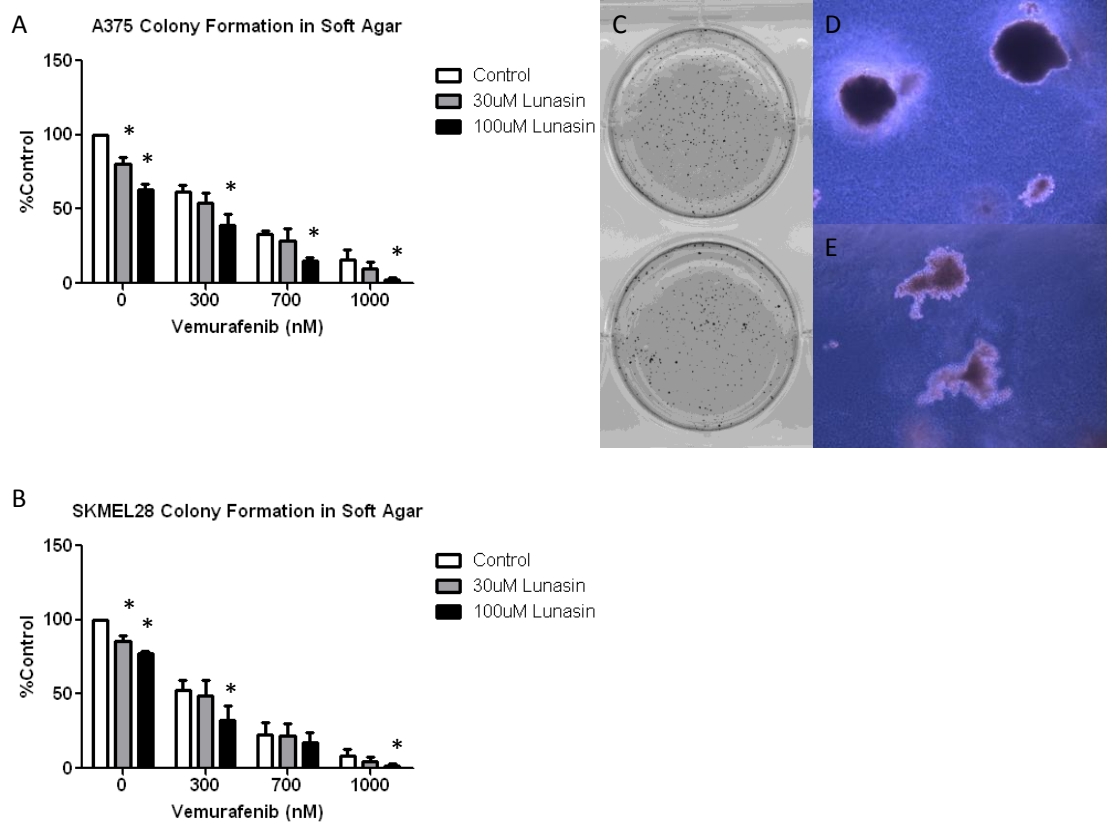 A
A375 Colony Formation in Soft Agar
150
100
50
0
%Control
0 300 700 1000
Vemurafenib (nM)
Control
30uM Lunasin
100uM Lunasin
* * * * *
C
D
E
B
SKMEL28 Colony Formation in Soft Agar
150
100
50
0
%Control
0 300 700 1000
Vemurafenib (nM)
Control
30uM Lunasin
100uM Lunasin
* * * *